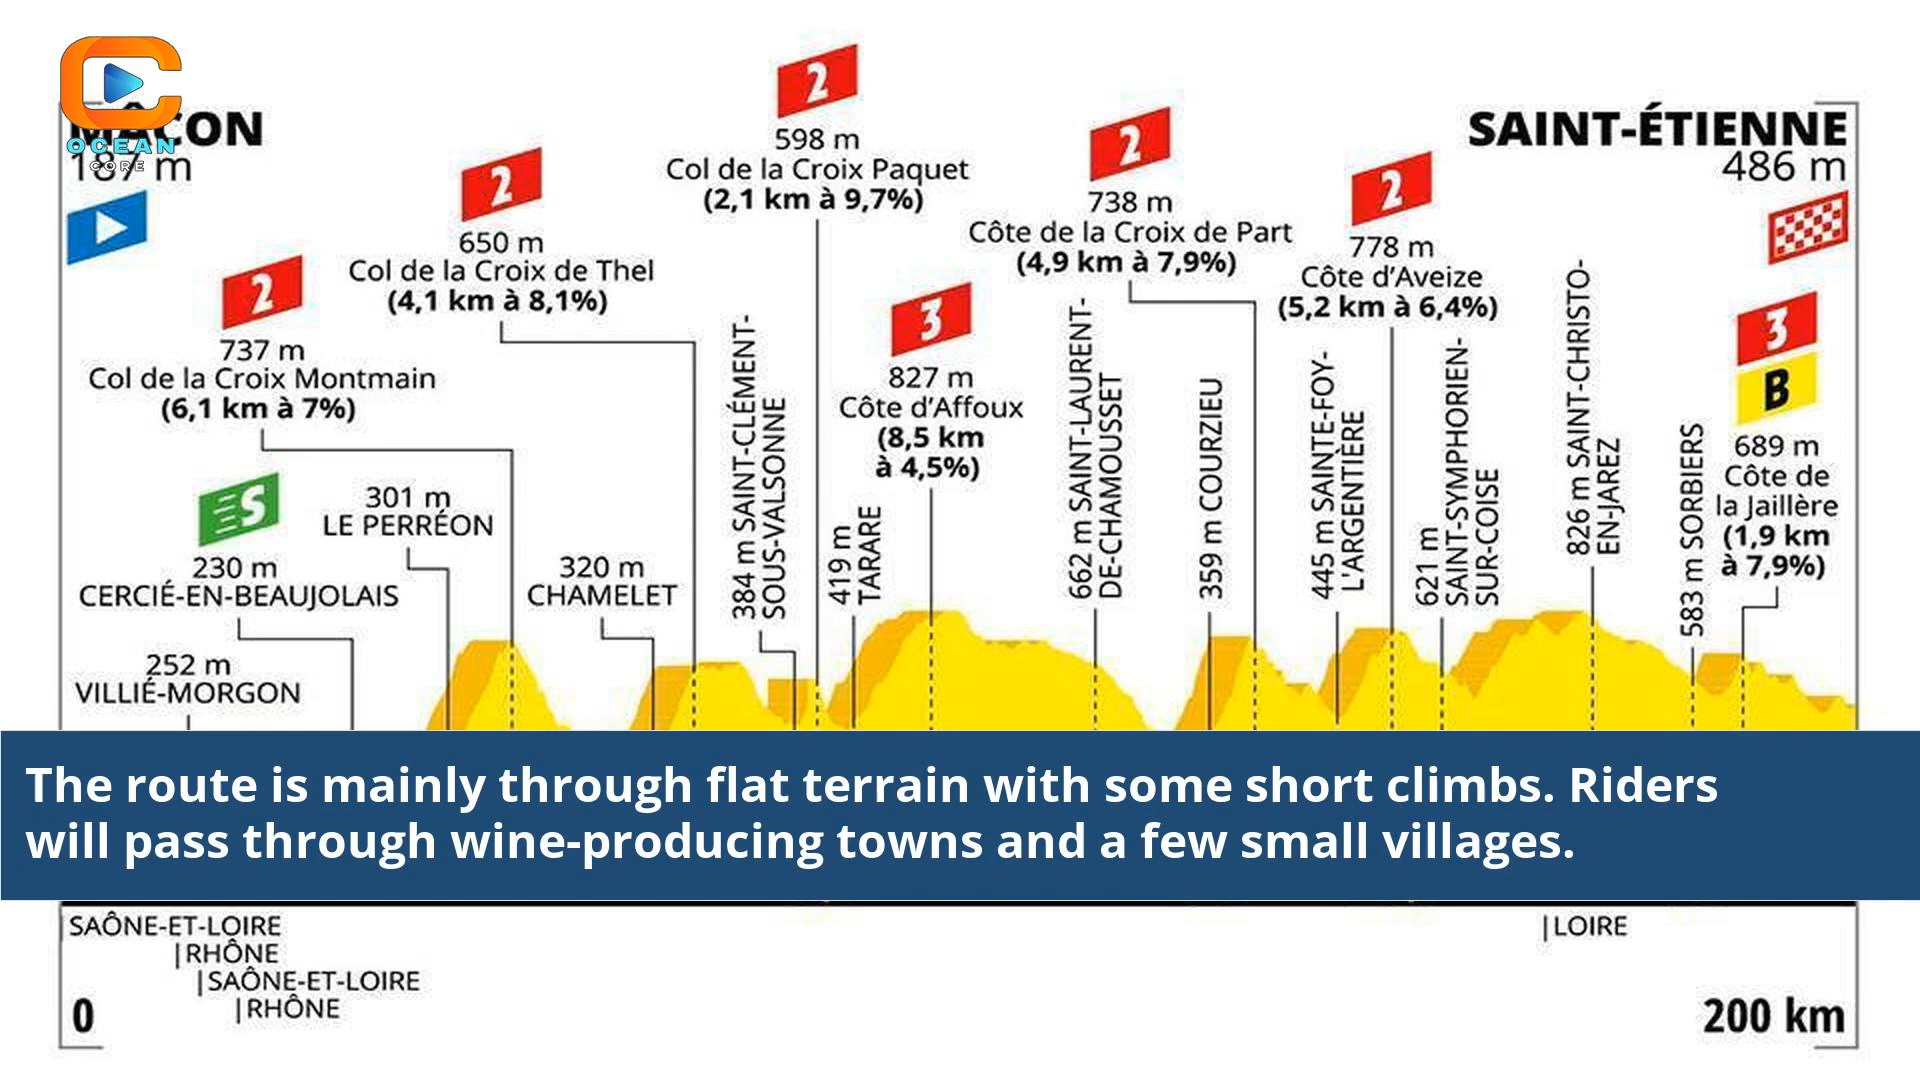 MÂCON
OCEAN
CORE
187 m
2
598 m
Col de la Croix Paquet
(2,1 km à 9,7%)
SAINT-ÉTIENNE
486 m
2
650 m
Col de la Croix de Thel
(4,1 km à 8,1%)
2
738 m
Côte de la Croix de Part
(4,9 km à 7,9%)
2
778 m
Côte d'Aveize
(5,2 km à 6,4%)
2
737 m
Col de la Croix Montmain
(6,1 km à 7%)
3
827 m
Côte d'Affoux
(8,5 km
à 4,5%)
3
B
689 m
Côte de
la Jaillère
(1,9 km
à 7,9%)
S
230 m
CERCIÉ-EN-BEAUJOLAIS
301 m
LE PERRÉON
252 m
VILLIÉ-MORGON
320 m
CHAMELET
384 m SAINT-CLÉMENT-
SOUS-VALSONNE
419 m
TARARE
662 m SAINT-LAURENT-
DE-CHAMOUSSET
359 m COURZIEU
445 m SAINTE-FOY-
L'ARGENTIÈRE
621 m
SAINT-SYMPHORIEN-
SUR-COISE
826 m SAINT-CHRISTO-
EN-JAREZ
583 m SORBIERS
The route is mainly through flat terrain with some short climbs. Riders
will pass through wine-producing towns and a few small villages.
SAÔNE-ET-LOIRE
RHÔNE
SAÔNE-ET-LOIRE
RHÔNE
LOIRE
0
200 km